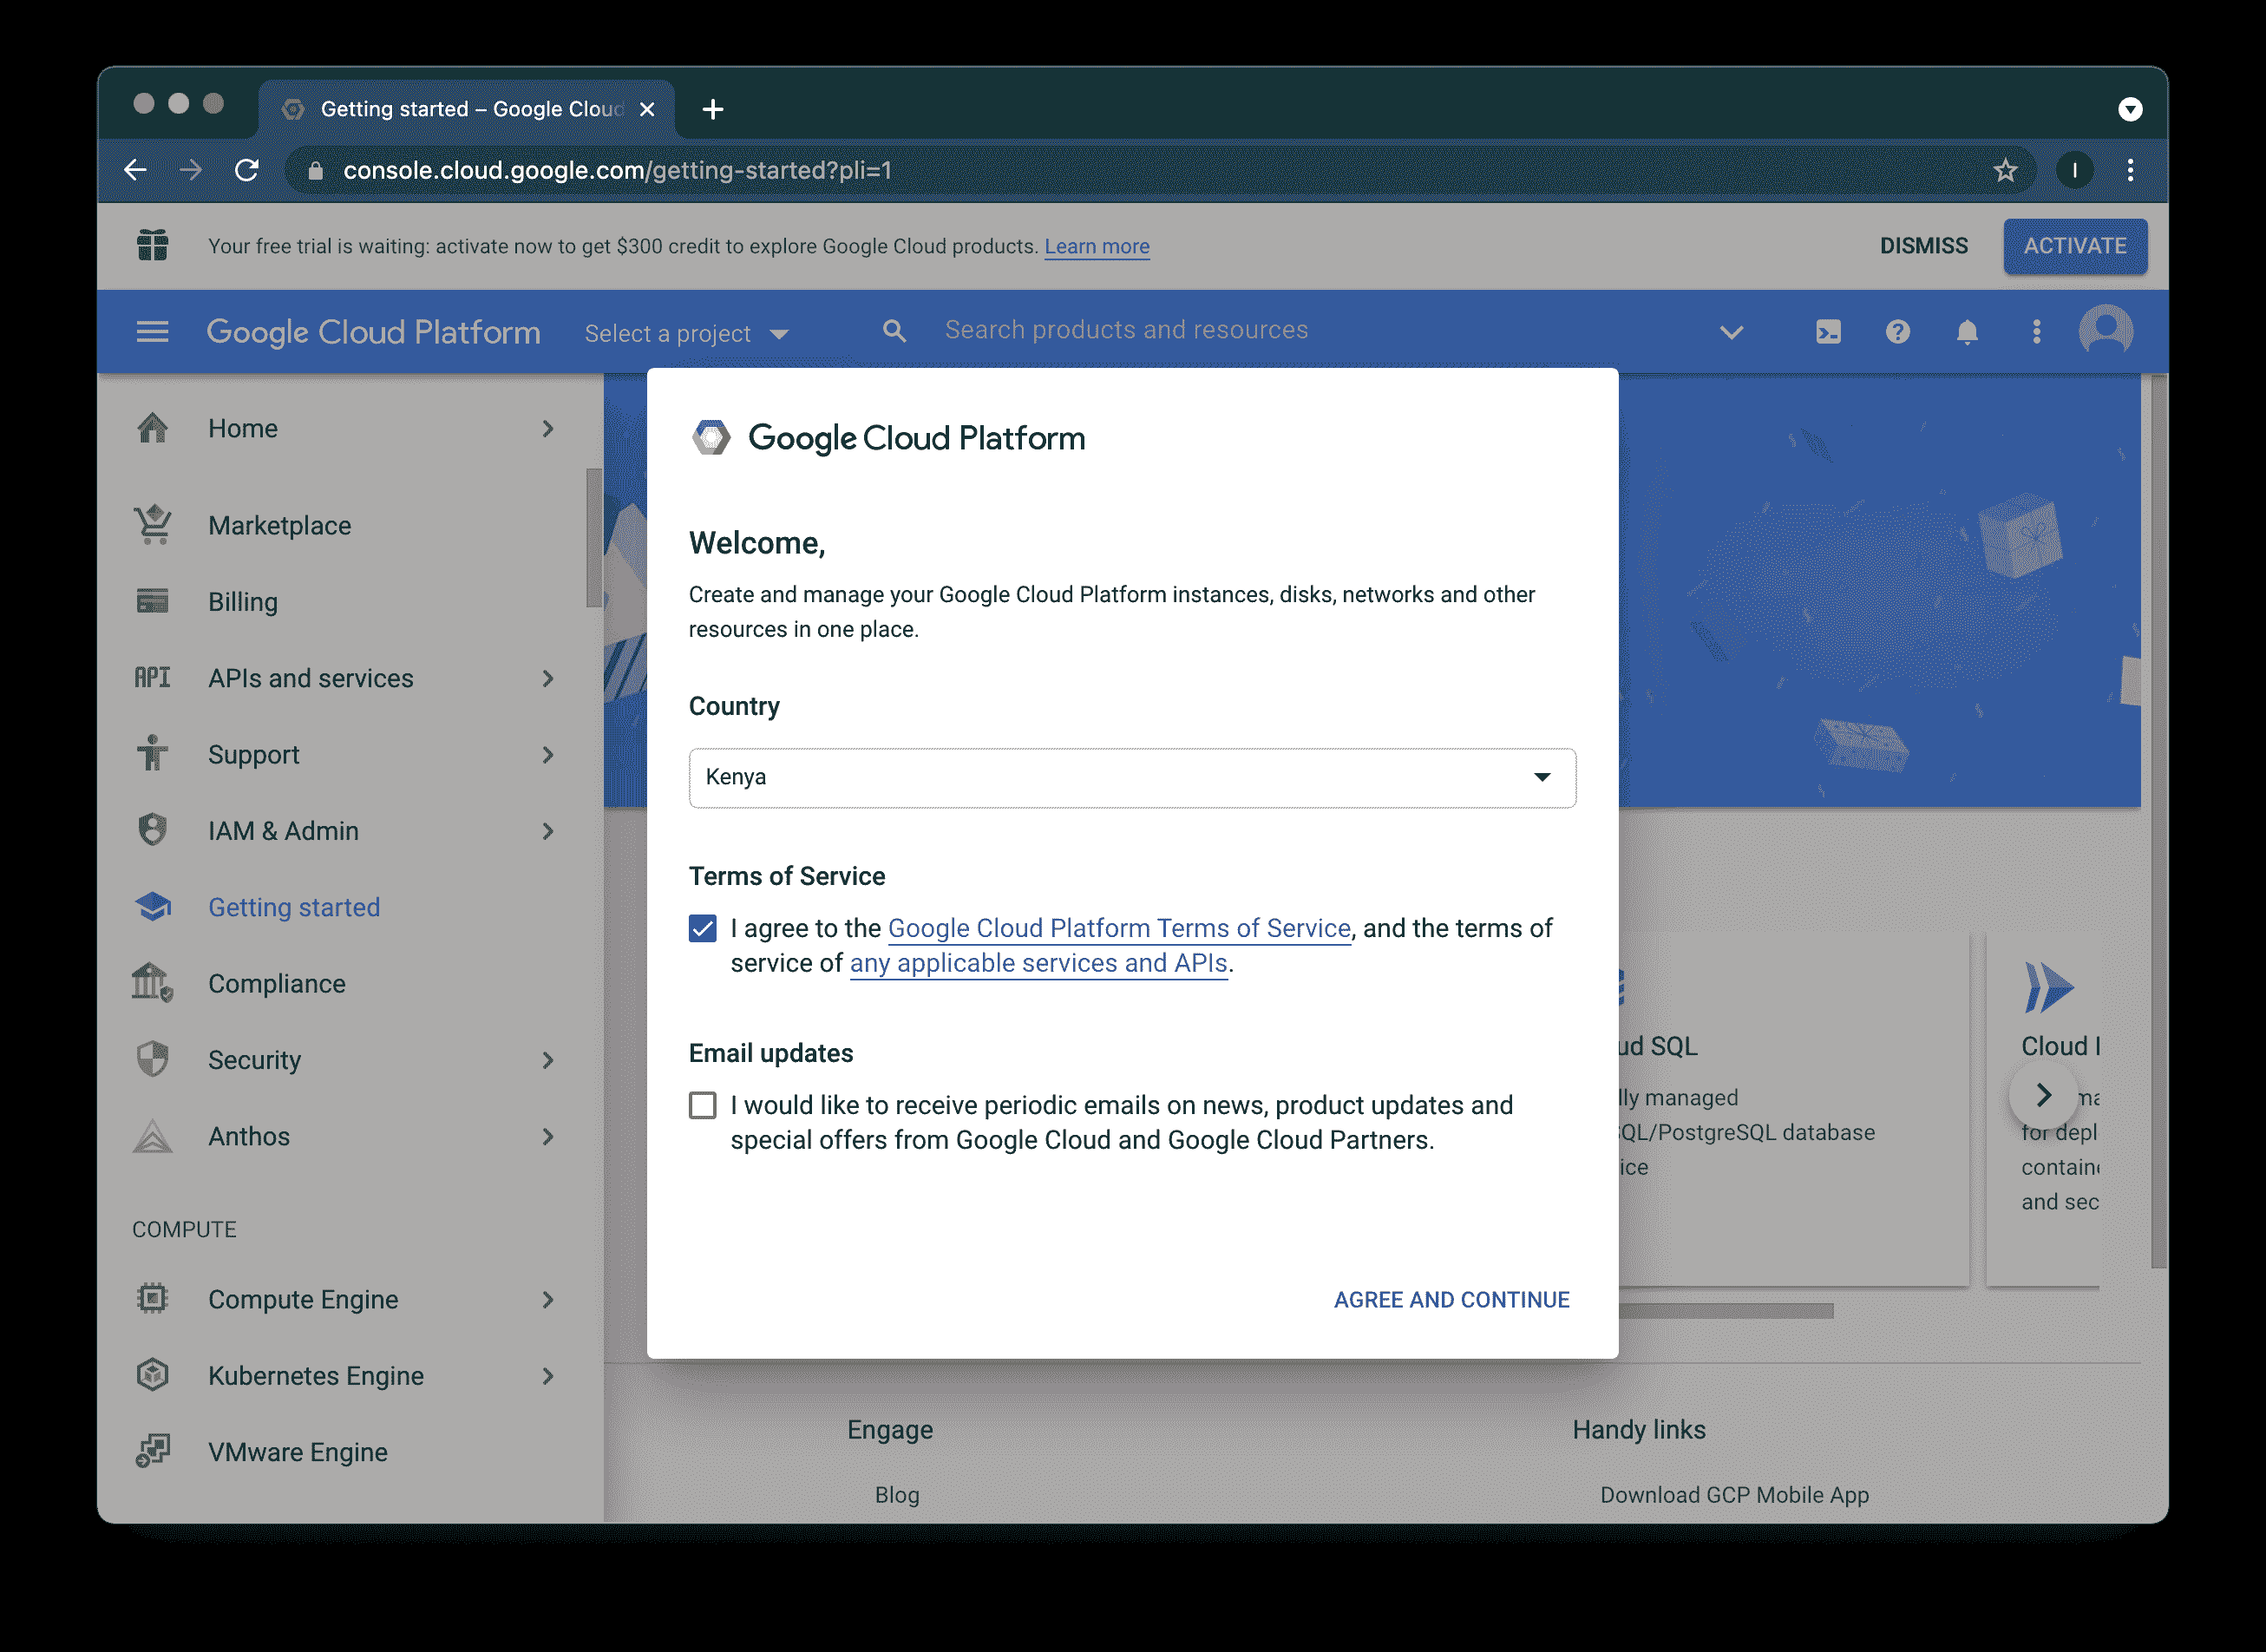 Getting started – Google Cloud
console.cloud.google.com/getting-started?pli=1
I
Your free trial is waiting: activate now to get $300 credit to explore Google Cloud products. Learn more
DISMISS
ACTIVATE
Google Cloud Platform
Select a project
Search products and resources
Home
Marketplace
Billing
API
APIs and services
Support
IAM & Admin
Getting started
Compliance
Security
Anthos
COMPUTE
Compute Engine
Kubernetes Engine
VMware Engine
Google Cloud Platform
Welcome,
Create and manage your Google Cloud Platform instances, disks, networks and other
resources in one place.
Country
Kenya
Terms of Service
I agree to the Google Cloud Platform Terms of Service, and the terms of
service of any applicable services and APIs.
Email updates
I would like to receive periodic emails on news, product updates and
special offers from Google Cloud and Google Cloud Partners.
AGREE AND CONTINUE
SQL
managed
QL/PostgreSQL database
Cloud
for depl
and sec
Engage
Blog
Handy links
Download GCP Mobile App